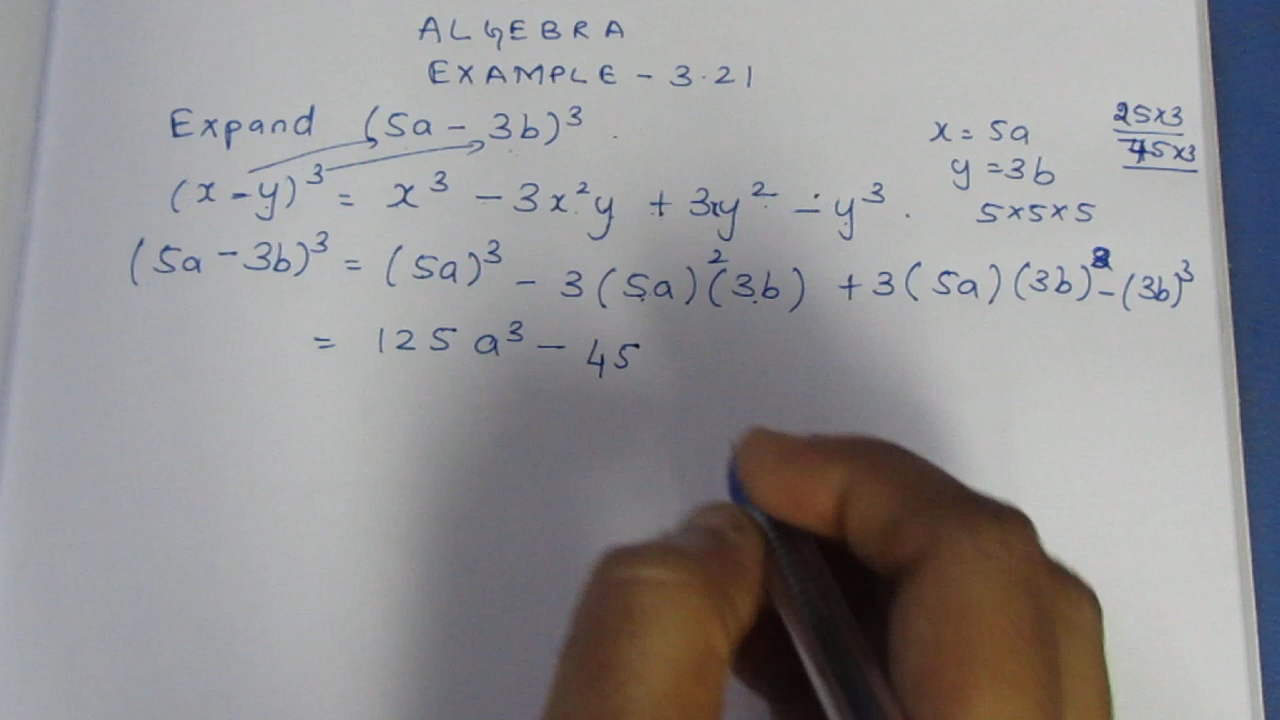 ALGEBRA
EXAMPLE - 3.21
Expand (5a - 3b)³.
x = 5a
y = 3b
5×5×5
25×3
45×3
(x - y)³ = x³ - 3x²y + 3xy² - y³.
(5a - 3b)³ = (5a)³ - 3(5a)²(3b) + 3(5a)(3b)² - (3b)³
= 125a³ - 45